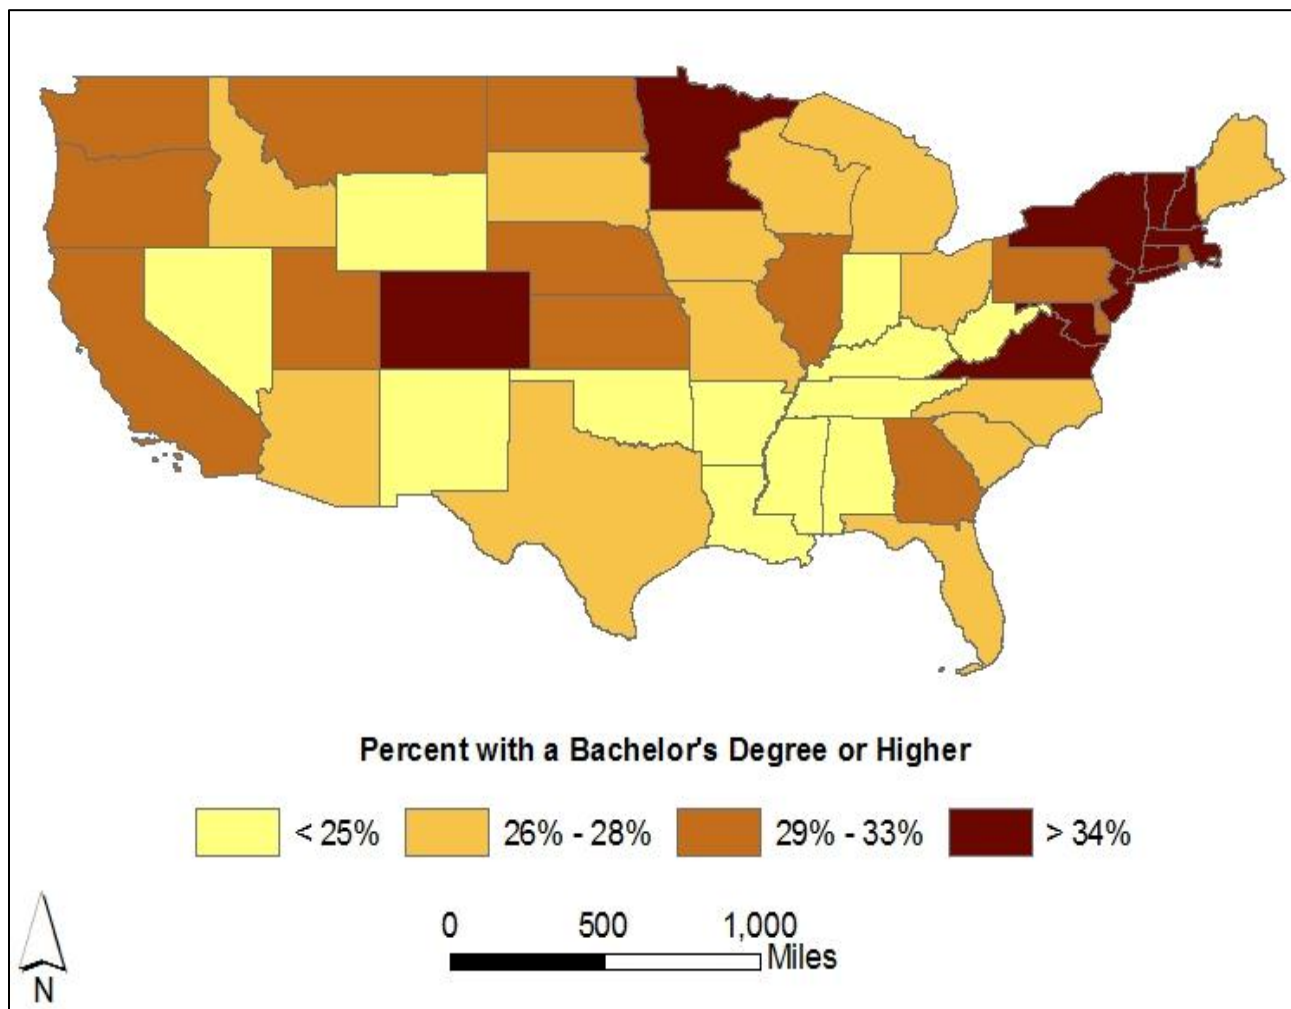 Percent with a Bachelor's Degree or Higher
< 25% 26% - 28% 29% - 33% > 34%
0 500 1,000
Miles
N